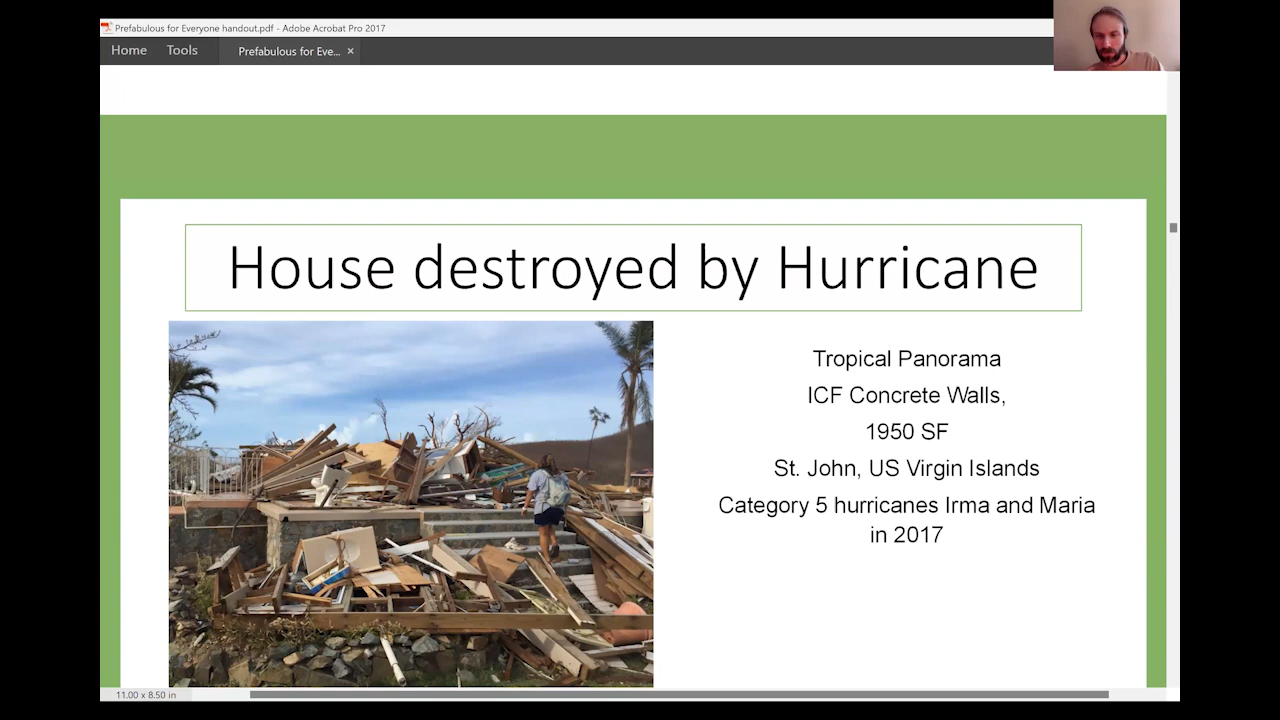 Prefabulous for Everyone handout.pdf - Adobe Acrobat Pro 2017
Home Tools Prefabulous for Eve... ×
House destroyed by Hurricane
Tropical Panorama
ICF Concrete Walls,
1950 SF
St. John, US Virgin Islands
Category 5 hurricanes Irma and Maria
in 2017
11.00 x 8.50 in